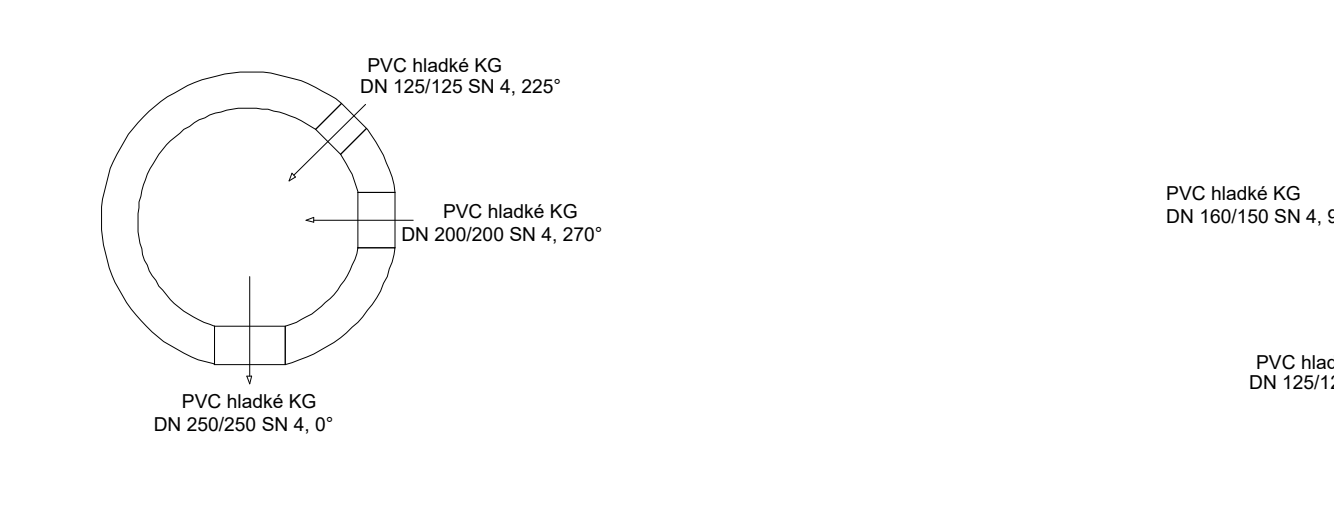 PVC hladké KG
DN 125/125 SN 4, 225°
PVC hladké KG
DN 200/200 SN 4, 270°
PVC hladké KG
DN 250/250 SN 4, 0°
PVC hladké KG
DN 160/150 SN 4,
PVC
DN